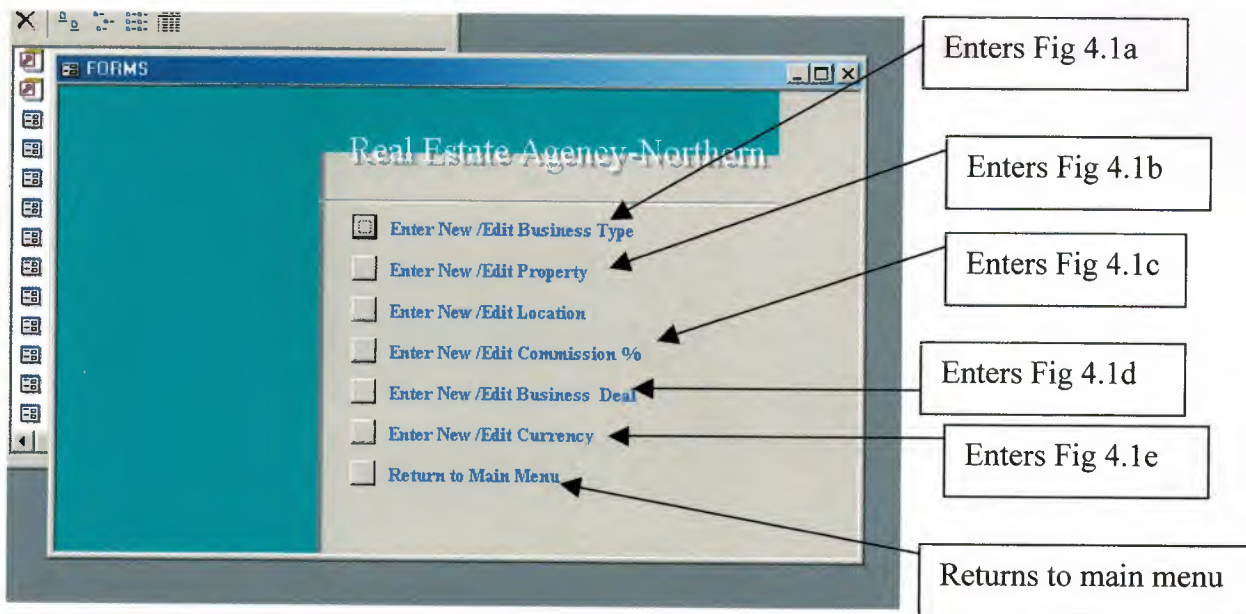 FORMS
Real Estate Agency-Northern
Enter New /Edit Business Type
Enter New /Edit Property
Enter New /Edit Location
Enter New /Edit Commission %
Enter New /Edit Business Deal
Enter New /Edit Currency
Return to Main Menu
Enters Fig 4.1a
Enters Fig 4.1b
Enters Fig 4.1c
Enters Fig 4.1d
Enters Fig 4.1e
Returns to main menu